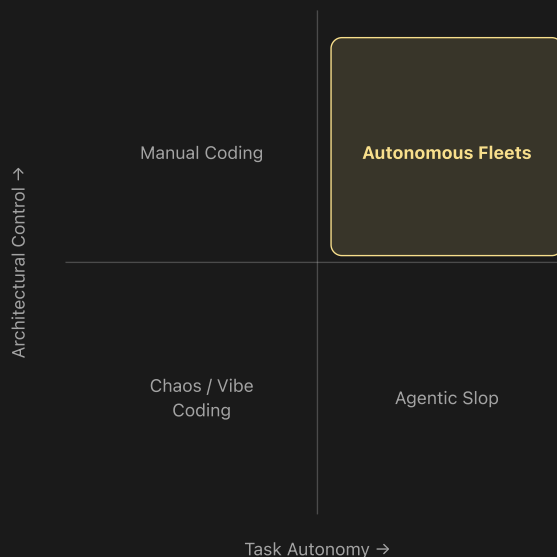 Manual Coding
Autonomous Fleets
Architectural Control →
Chaos / Vibe
Coding
Agentic Slop
Task Autonomy →